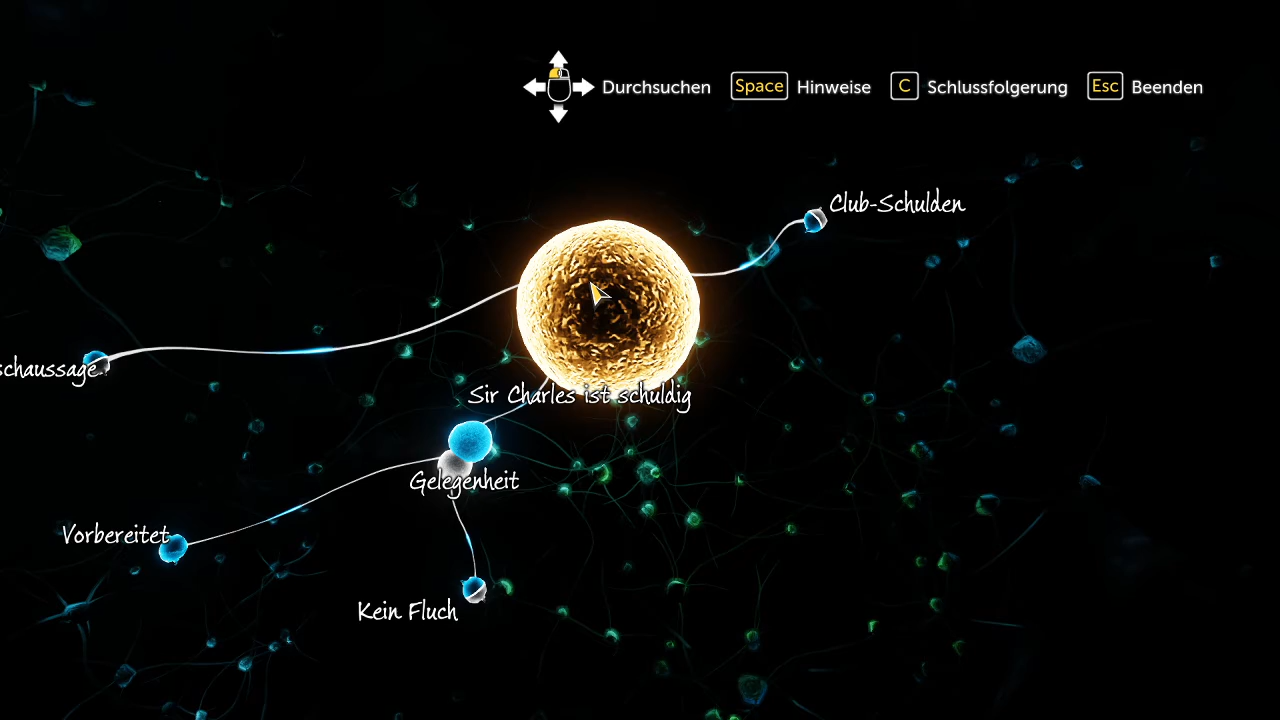 Durchsuchen Space Hinweise C Schlussfolgerung Esc Beenden
Club-Schulden
schaussage
Sir Charles ist schuldig
Gelegenheit
Vorbereitet
Kein Fluch